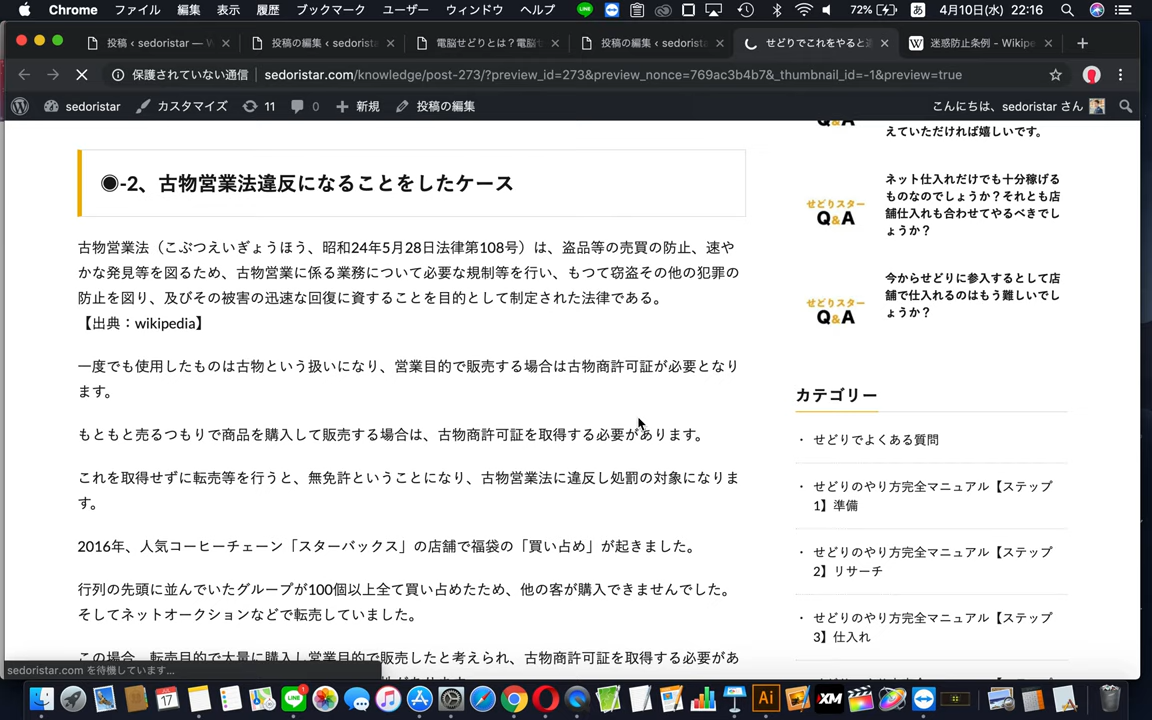 Chrome ファイル 編集 表示 履歴 ブックマーク ユーザー ウィンドウ ヘルプ 72% あ 4月10日(水) 22:16
投稿 ‹ sedoristar — W
投稿の編集 ‹ sedorist
電脳せどりとは？電脳
投稿の編集 ‹ sedorist
せどりでこれをやると
迷惑防止条例 - Wikipe
保護されていない通信 sedoristar.com/knowledge/post-273/?preview_id=273&preview_nonce=769ac3b4b7&_thumbnail_id=-1&preview=true
sedoristar カスタマイズ 11 0 新規 投稿の編集 こんにちは、sedoristar さん
◉-2、古物営業法違反になることをしたケース
古物営業法（こぶつえいぎょうほう、昭和24年5月28日法律第108号）は、盗品等の売買の防止、速や
かな発見等を図るため、古物営業に係る業務について必要な規制等を行い、もつて窃盗その他の犯罪の
防止を図り、及びその被害の迅速な回復に資することを目的として制定された法律である。
【出典：wikipedia】
一度でも使用したものは古物という扱いになり、営業目的で販売する場合は古物商許可証が必要となり
ます。
もともと売るつもりで商品を購入して販売する場合は、古物商許可証を取得する必要があります。
これを取得せずに転売等を行うと、無免許ということになり、古物営業法に違反し処罰の対象になりま
す。
2016年、人気コーヒーチェーン「スターバックス」の店舗で福袋の「買い占め」が起きました。
行列の先頭に並んでいたグループが100個以上全て買い占めたため、他の客が購入できませんでした。
そしてネットオークションなどで転売していました。
この場合、転売目的で大量に購入し営業目的で販売したと考えられ、古物商許可証を取得する必要があ
Q&A
えていただければ嬉しいです。
せどりスター
Q&A
ネット仕入れだけでも十分稼げる
ものなのでしょうか？それとも店
舗仕入れも合わせてやるべきでし
ょうか？
せどりスター
Q&A
今からせどりに参入するとして店
舗で仕入れるのはもう難しいでし
ょうか？
カテゴリー
・ せどりでよくある質問
・ せどりのやり方完全マニュアル【ステップ
1】準備
・ せどりのやり方完全マニュアル【ステップ
2】リサーチ
・ せどりのやり方完全マニュアル【ステップ
3】仕入れ
sedoristar.com を待機しています...
17
LINE
1
Ai
XM